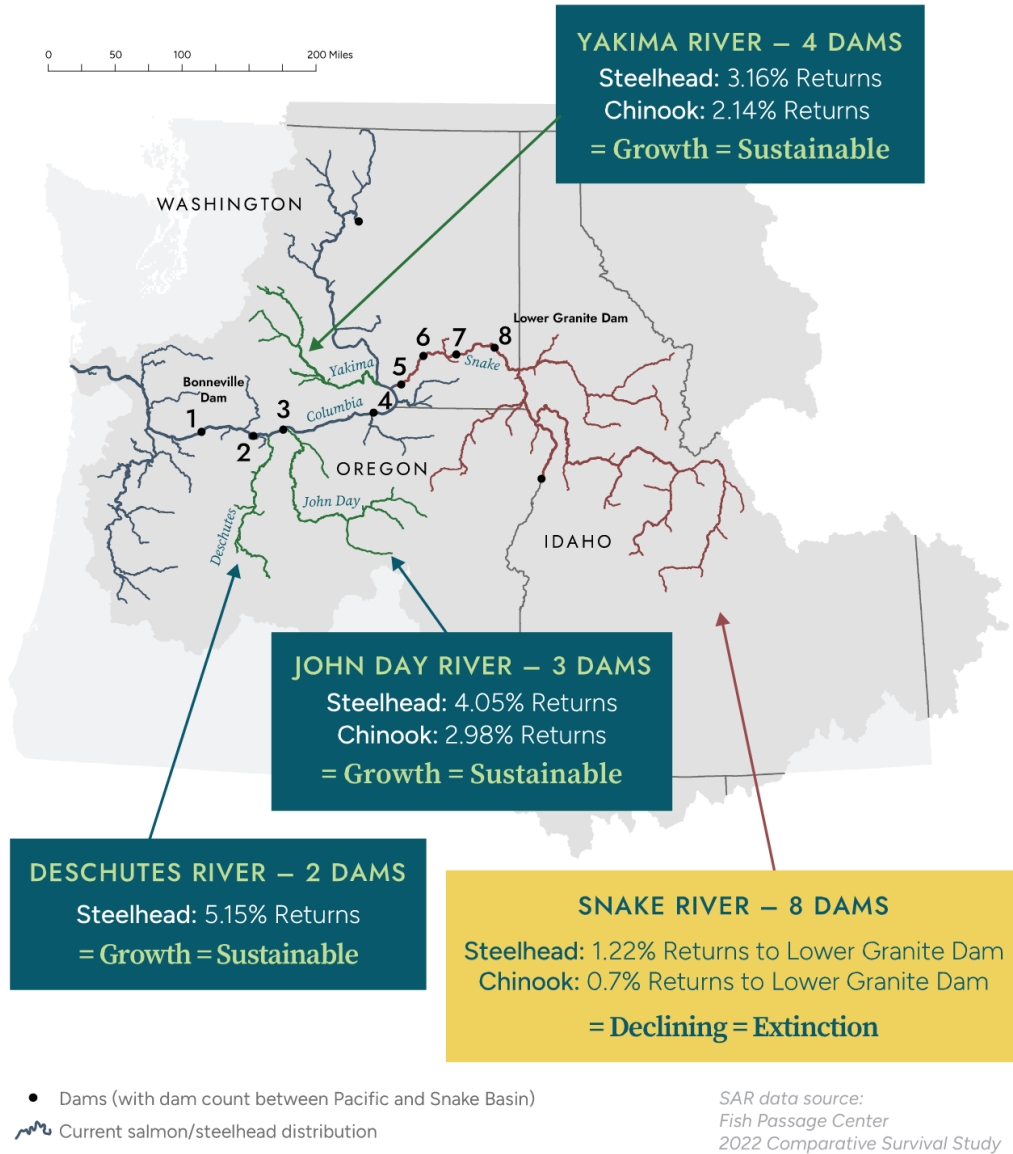 YAKIMA RIVER – 4 DAMS
Steelhead: 3.16% Returns
Chinook: 2.14% Returns
= Growth = Sustainable
0 50 100 200 Miles
WASHINGTON
Lower Granite Dam
6 7 8
Yakima
Snake
5
Bonneville
Dam
Columbia
4
1
3
2
OREGON
John Day
Deschutes
IDAHO
JOHN DAY RIVER – 3 DAMS
Steelhead: 4.05% Returns
Chinook: 2.98% Returns
= Growth = Sustainable
DESCHUTES RIVER – 2 DAMS
Steelhead: 5.15% Returns
= Growth = Sustainable
SNAKE RIVER – 8 DAMS
Steelhead: 1.22% Returns to Lower Granite Dam
Chinook: 0.7% Returns to Lower Granite Dam
= Declining = Extinction
Dams (with dam count between Pacific and Snake Basin)
Current salmon/steelhead distribution
SAR data source:
Fish Passage Center
2022 Comparative Survival Study